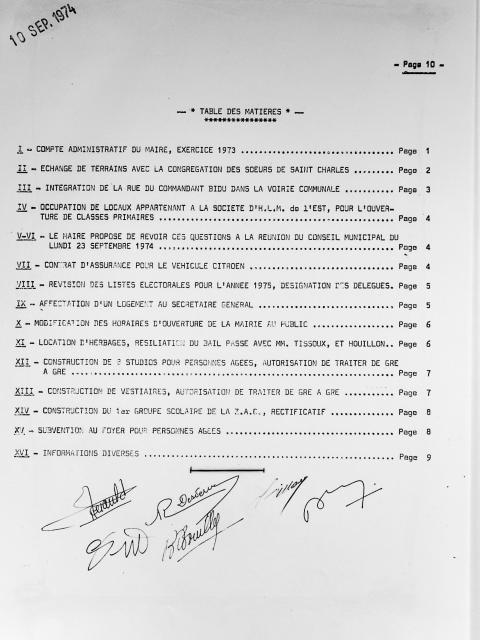 10 SEP. 1974
- Page 10 -
— * TABLE DES MATIERES * —
****************
I - COMPTE ADMINISTRATIF DU MAIRE, EXERCICE 1973 .................................. Page 1
II - ECHANGE DE TERRAINS AVEC LA CONGREGATION DES SOEURS DE SAINT CHARLES ......... Page 2
III - INTEGRATION DE LA RUE DU COMMANDANT BIDU DANS LA VOIRIE COMMUNALE ........... Page 3
IV - OCCUPATION DE LOCAUX APPARTENANT A LA SOCIETE D'H.L.M. de l'EST, POUR L'OUVER-
TURE DE CLASSES PRIMAIRES .................................................... Page 4
V-VI - LE MAIRE PROPOSE DE REVOIR CES QUESTIONS A LA REUNION DU CONSEIL MUNICIPAL DU
LUNDI 23 SEPTEMBRE 1974 .................................................... Page 4
VII - CONTRAT D'ASSURANCE POUR LE VEHICULE CITROEN ................................ Page 4
VIII - REVISION DES LISTES ELECTORALES POUR L'ANNEE 1975, DESIGNATION DES DELEGUES. Page 5
IX - AFFECTATION D'UN LOGEMENT AU SECRETAIRE GENERAL .............................. Page 5
X - MODIFICATION DES HORAIRES D'OUVERTURE DE LA MAIRIE AU PUBLIC ................... Page 6
XI - LOCATION D'HERBAGES, RESILIATION DU BAIL PASSE AVEC MM. TISSOUX, ET HOUILLON.. Page 6
XII - CONSTRUCTION DE STUDIOS POUR PERSONNES AGEES, AUTORISATION DE TRAITER DE GRE
A GRE ....................................................................... Page 7
XIII - CONSTRUCTION DE VESTIAIRES, AUTORISATION DE TRAITER DE GRE A GRE ............ Page 7
XIV - CONSTRUCTION DU 1er GROUPE SCOLAIRE DE LA Z.A.C., RECTIFICATIF ............... Page 8
XV - SUBVENTION AU FOYER POUR PERSONNES AGEES ...................................... Page 8
XVI - INFORMATIONS DIVERSES ....................................................... Page 9